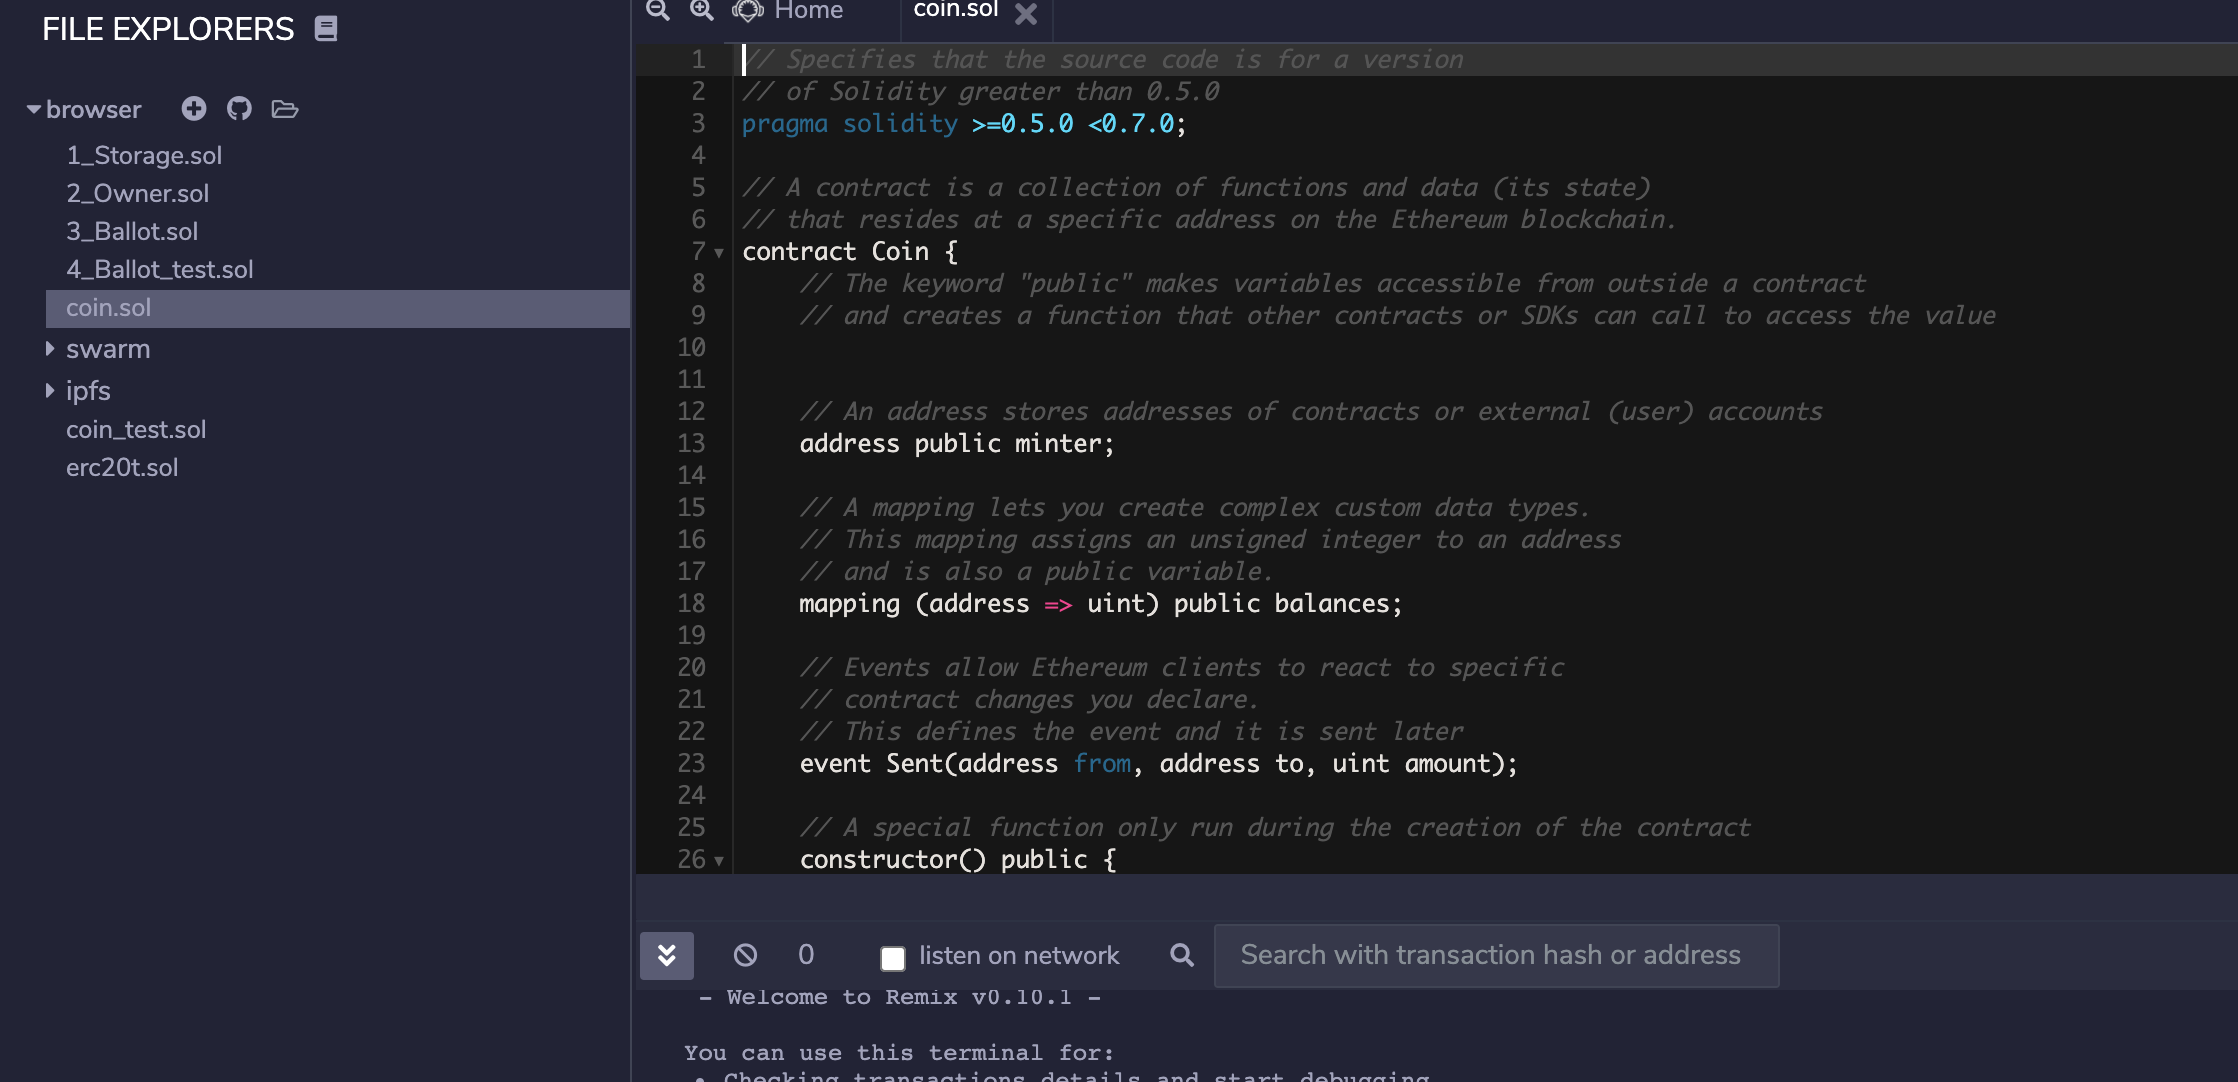 FILE EXPLORERS
browser
1_Storage.sol
2_Owner.sol
3_Ballot.sol
4_Ballot_test.sol
coin.sol
swarm
ipfs
coin_test.sol
erc20t.sol
Home
coin.sol
1 // Specifies that the source code is for a version
2 // of Solidity greater than 0.5.0
3 pragma solidity >=0.5.0 <0.7.0;
4
5 // A contract is a collection of functions and data (its state)
6 // that resides at a specific address on the Ethereum blockchain.
7 contract Coin {
8     // The keyword "public" makes variables accessible from outside a contract
9     // and creates a function that other contracts or SDKs can call to access the value
10
11
12     // An address stores addresses of contracts or external (user) accounts
13     address public minter;
14
15     // A mapping lets you create complex custom data types.
16     // This mapping assigns an unsigned integer to an address
17     // and is also a public variable.
18     mapping (address => uint) public balances;
19
20     // Events allow Ethereum clients to react to specific
21     // contract changes you declare.
22     // This defines the event and it is sent later
23     event Sent(address from, address to, uint amount);
24
25     // A special function only run during the creation of the contract
26     constructor() public {
0 listen on network Search with transaction hash or address
- Welcome to Remix v0.10.1 -
You can use this terminal for:
• Checking transactions details and start debugging